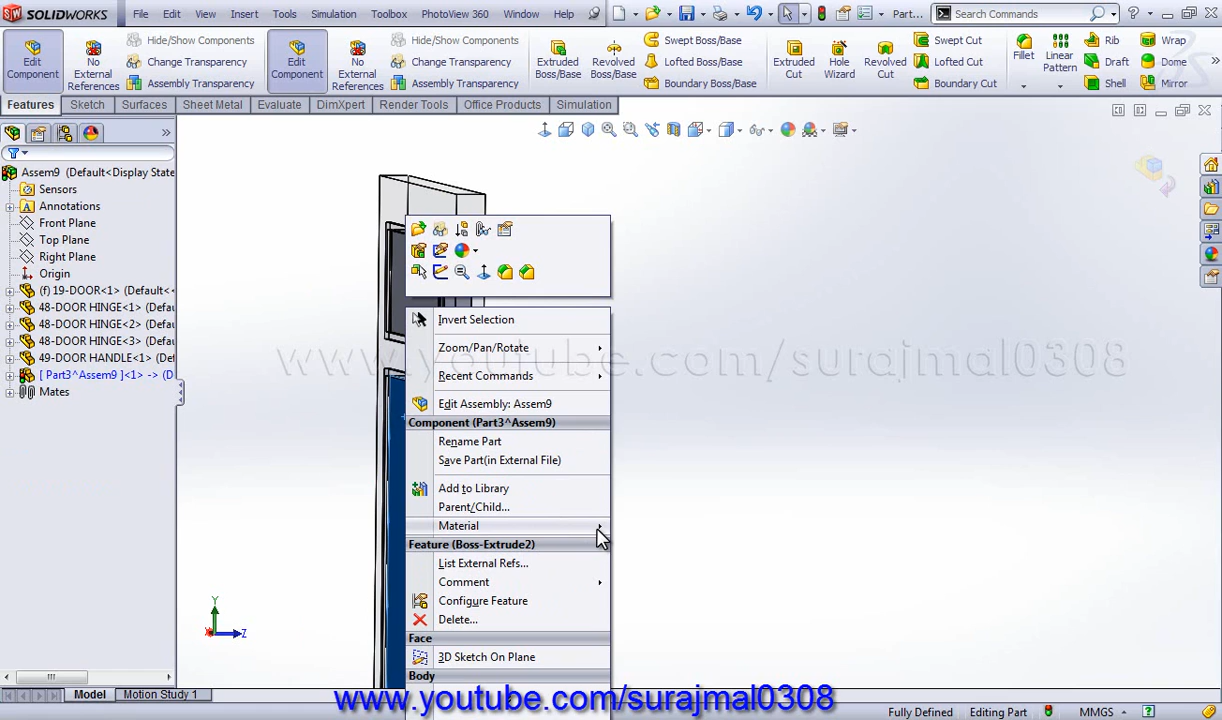 SOLIDWORKS File Edit View Insert Tools Simulation Toolbox PhotoView 360 Window Help Part... Search Commands
Edit Component
No External References
Hide/Show Components
Change Transparency
Assembly Transparency
Edit Component
No External References
Hide/Show Components
Change Transparency
Assembly Transparency
Extruded Boss/Base
Revolved Boss/Base
Swept Boss/Base
Lofted Boss/Base
Boundary Boss/Base
Extruded Cut
Hole Wizard
Revolved Cut
Swept Cut
Lofted Cut
Boundary Cut
Fillet
Linear Pattern
Rib
Draft
Shell
Wrap
Dome
Mirror
Features Sketch Surfaces Sheet Metal Evaluate DimXpert Render Tools Office Products Simulation
Assem9 (Default<Display State
Sensors
Annotations
Front Plane
Top Plane
Right Plane
Origin
(f) 19-DOOR<1> (Default
48-DOOR HINGE<1> (Defa
48-DOOR HINGE<2> (Defa
48-DOOR HINGE<3> (Defa
49-DOOR HANDLE<1> (Def
[ Part3^Assem9 ]<1> -> (D
Mates
Invert Selection
Zoom/Pan/Rotate
Recent Commands
Edit Assembly: Assem9
Component (Part3^Assem9)
Rename Part
Save Part(in External File)
Add to Library
Parent/Child...
Material
Feature (Boss-Extrude2)
List External Refs...
Comment
Configure Feature
Delete...
Face
3D Sketch On Plane
Body
www.youtube.com/surajmal0308
Y
Z
Model Motion Study 1
www.youtube.com/surajmal0308
Fully Defined Editing Part MMGS